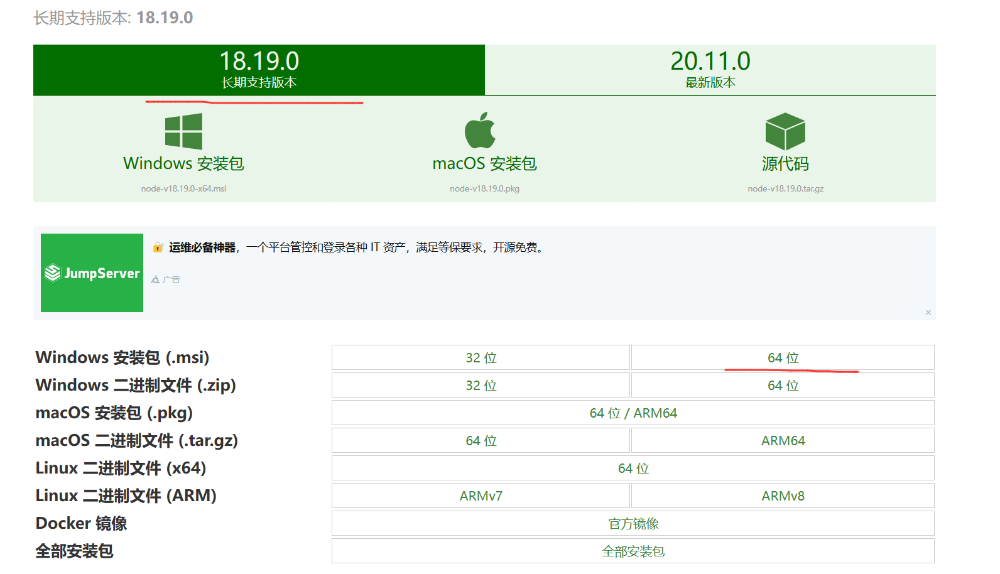 长期支持版本: 18.19.0
18.19.0
长期支持版本
20.11.0
最新版本
Windows 安装包
node-v18.19.0-x64.msi
macOS 安装包
node-v18.19.0.pkg
源代码
node-v18.19.0.tar.gz
JumpServer
运维必备神器，一个平台管控和登录各种 IT 资产，满足等保要求，开源免费。
广告
×
Windows 安装包 (.msi) 32 位 64 位
Windows 二进制文件 (.zip) 32 位 64 位
macOS 安装包 (.pkg) 64 位 / ARM64
macOS 二进制文件 (.tar.gz) 64 位 ARM64
Linux 二进制文件 (x64) 64 位
Linux 二进制文件 (ARM) ARMv7 ARMv8
Docker 镜像 官方镜像
全部安装包 全部安装包